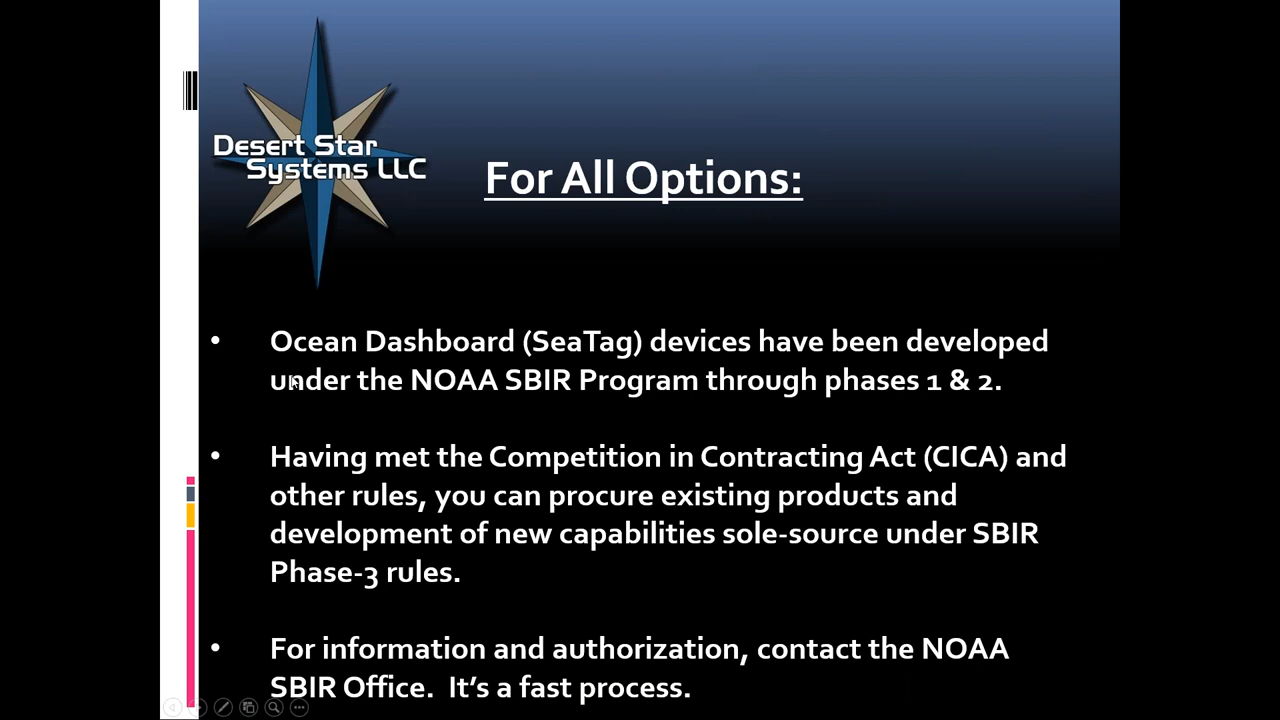 Desert Star
Systems LLC
For All Options:
• Ocean Dashboard (SeaTag) devices have been developed
under the NOAA SBIR Program through phases 1 & 2.
• Having met the Competition in Contracting Act (CICA) and
other rules, you can procure existing products and
development of new capabilities sole-source under SBIR
Phase-3 rules.
• For information and authorization, contact the NOAA
SBIR Office.  It’s a fast process.